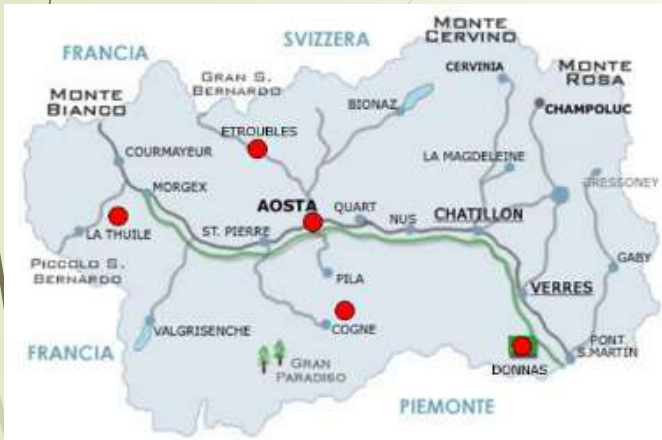 FRANCIA
SVIZZERA
MONTE
CERVINO
GRAN S.
BERNARDO
CERVINIA
MONTE
ROSA
MONTE
BIANCO
BIONAZ
CHAMPOLUC
ETROUBLES
COURMAYEUR
LA MAGDELEINE
GRESSONEY
MORGEX
AOSTA
QUART
CHATILLON
LA THUILE
ST. PIERRE
NUS
GABY
PICCOLO S.
BERNARDO
PILA
VERRES
VALGRISENCHE
COGNE
FRANCIA
GRAN
PARADISO
PONT
S.MARTIN
DONNAS
PIEMONTE